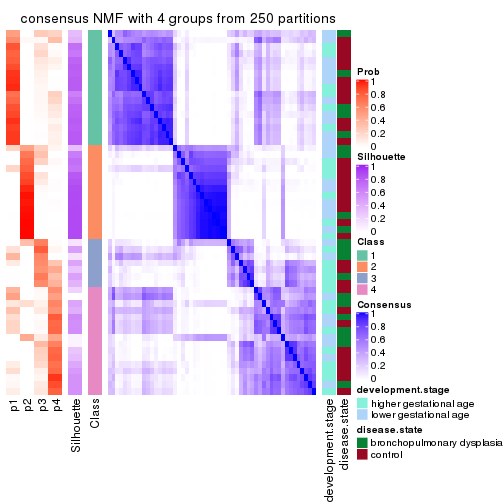 consensus NMF with 4 groups from 250 partitions
Prob
1
0.8
0.6
0.4
0.2
0
Silhouette
1
0.8
0.6
0.4
0.2
0
Class
1
2
3
4
Consensus
1
0.8
0.6
0.4
0.2
0
development.stage
higher gestational age
lower gestational age
disease.state
bronchopulmonary dysplasia
control
p1
p2
p3
p4
Silhouette
Class
development.stage
disease.state